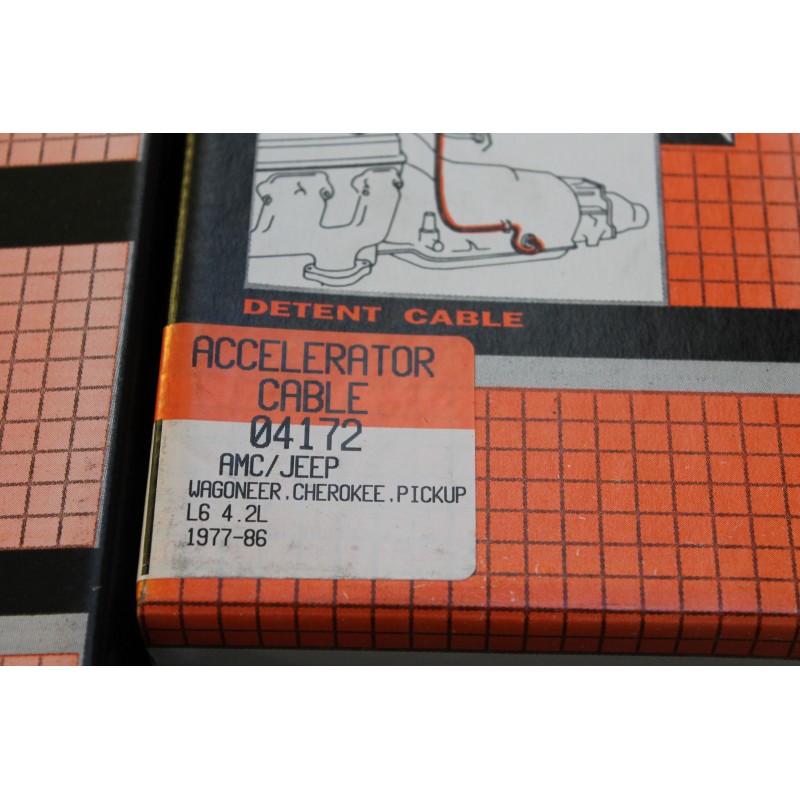 DETENT CABLE
ACCELERATOR
CABLE
04172
AMC/JEEP
WAGONEER.CHEROKEE.PICKUP
L6 4.2L
1977-86